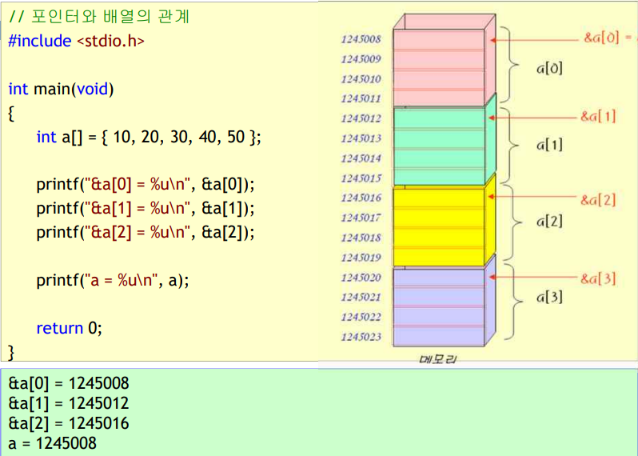 // 포인터와 배열의 관계
#include <stdio.h>
int main(void)
{
int a[] = { 10, 20, 30, 40, 50 };
printf("&a[0] = %u\n", &a[0]);
printf("&a[1] = %u\n", &a[1]);
printf("&a[2] = %u\n", &a[2]);
printf("a = %u\n", a);
return 0;
}
1245008
1245009
1245010
1245011
1245012
1245013
1245014
1245015
1245016
1245017
1245018
1245019
1245020
1245021
1245022
1245023
&a[0] =
a[0]
&a[1]
a[1]
&a[2]
a[2]
&a[3]
a[3]
메모리
&a[0] = 1245008
&a[1] = 1245012
&a[2] = 1245016
a = 1245008